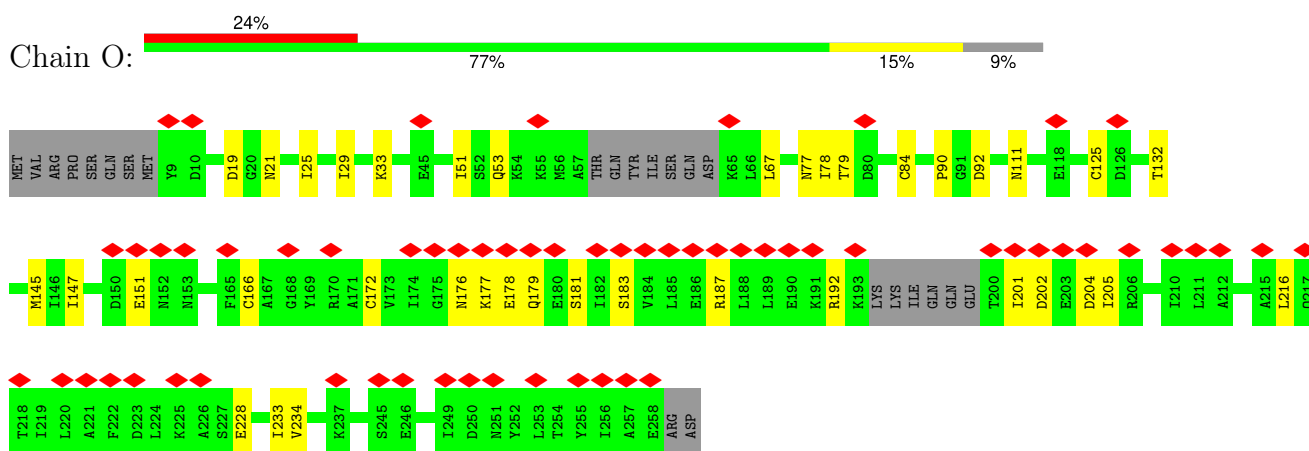 24%
Chain O:
77% 15% 9%
MET VAL ARG PRO SER GLN SER MET Y9 D10 D19 G20 N21 I25 I29 K33 E45 I51 S52 Q53 K54 K55 M56 A57 THR GLN TYR ILE SER GLN ASP K65 L66 L67 N77 I78 T79 D80 C84 P90 G91 D92 N111 E118 C125 D126 T132
M145 I146 I147 D150 E151 N152 N153 F165 C166 A167 G168 Y169 R170 A171 C172 V173 I174 G175 N176 K177 E178 Q179 E180 S181 I182 S183 V184 L185 E186 R187 L188 L189 E190 K191 R192 K193 LYS LYS ILE GLN GLN GLU T200 I201 D202 E203 D204 I205 R206 I210 L211 A212 A215 L216
T218 I219 L220 A221 F222 D223 L224 K225 A226 S227 E228 I233 V234 K237 S245 E246 I249 D250 N251 Y252 L253 T254 Y255 I256 A257 E258 ARG ASP